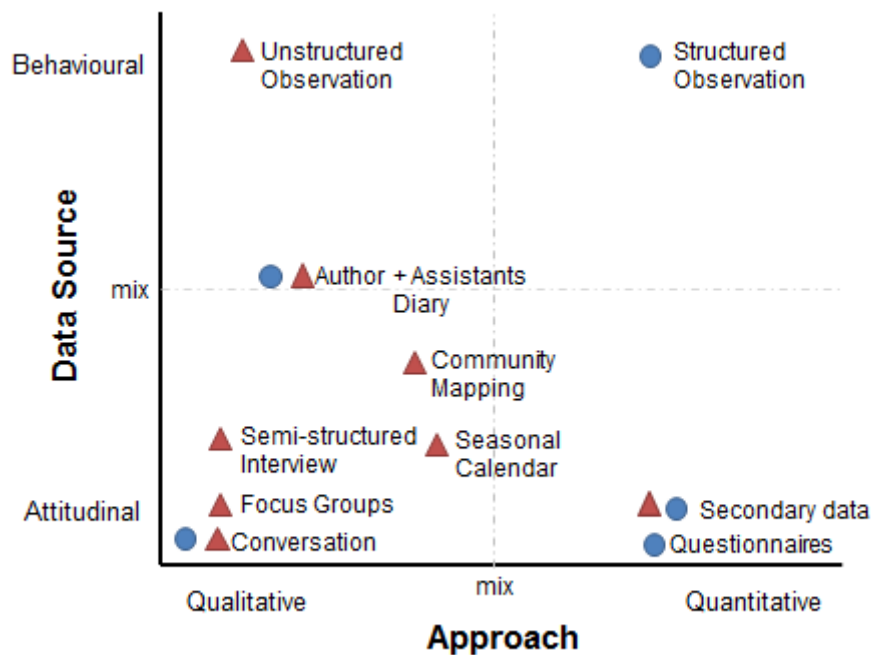 Unstructured
Observation
Structured
Observation
Behavioural
Data Source
mix
Author + Assistants
Diary
Community
Mapping
Semi-structured
Interview
Seasonal
Calendar
Attitudinal
Focus Groups
Secondary data
Conversation
Questionnaires
Qualitative
mix
Quantitative
Approach